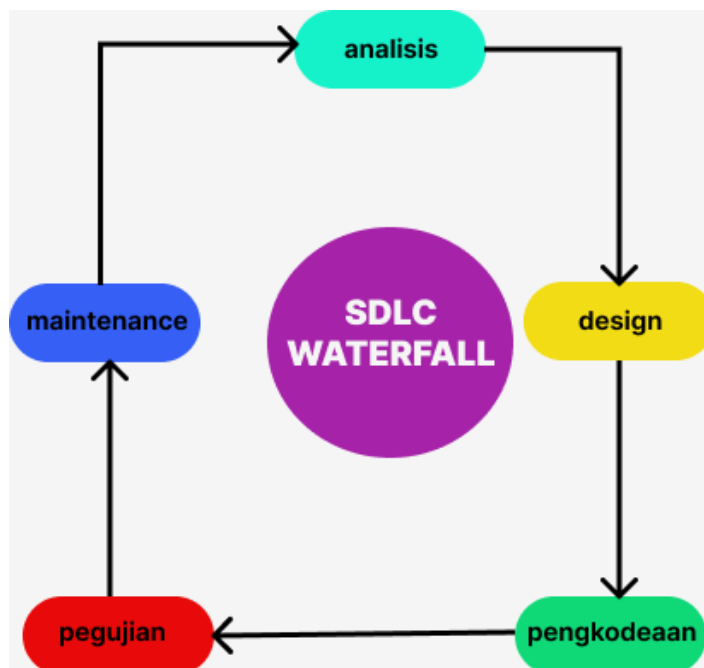 analisis
maintenance
SDLC
WATERFALL
design
pegujian
pengkodeaan